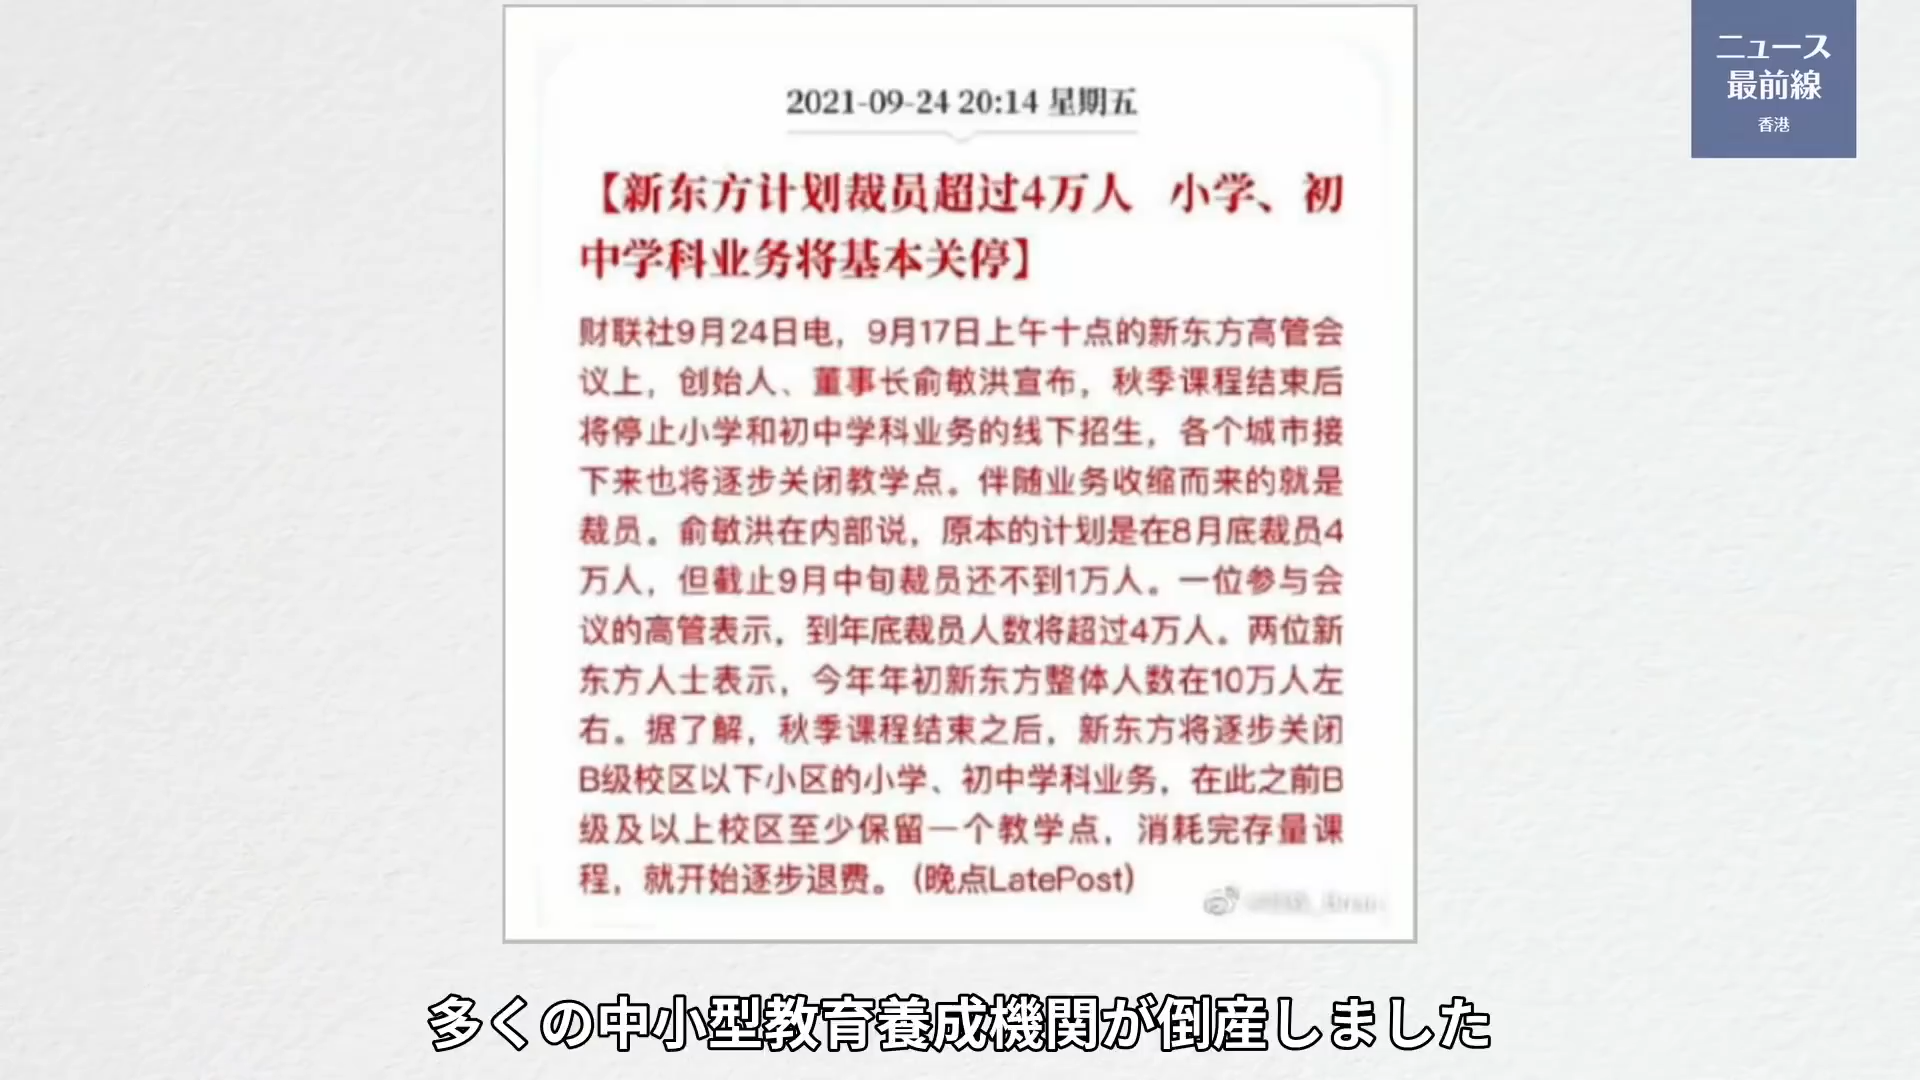 ニュース
最前線
香港
2021-09-24 20:14 星期五
【新东方计划裁员超过4万人 小学、初
中学科业务将基本关停】
财联社9月24日电，9月17日上午十点的新东方高管会
议上，创始人、董事长俞敏洪宣布，秋季课程结束后
将停止小学和初中学科业务的线下招生，各个城市接
下来也将逐步关闭教学点。伴随业务收缩而来的就是
裁员。俞敏洪在内部说，原本的计划是在8月底裁员4
万人，但截止9月中旬裁员还不到1万人。一位参与会
议的高管表示，到年底裁员人数将超过4万人。两位新
东方人士表示，今年年初新东方整体人数在10万人左
右。据了解，秋季课程结束之后，新东方将逐步关闭
B级校区以下小区的小学、初中学科业务，在此之前B
级及以上校区至少保留一个教学点，消耗完存量课
程，就开始逐步退费。(晚点LatePost)
多くの中小型教育養成機関が倒産しました